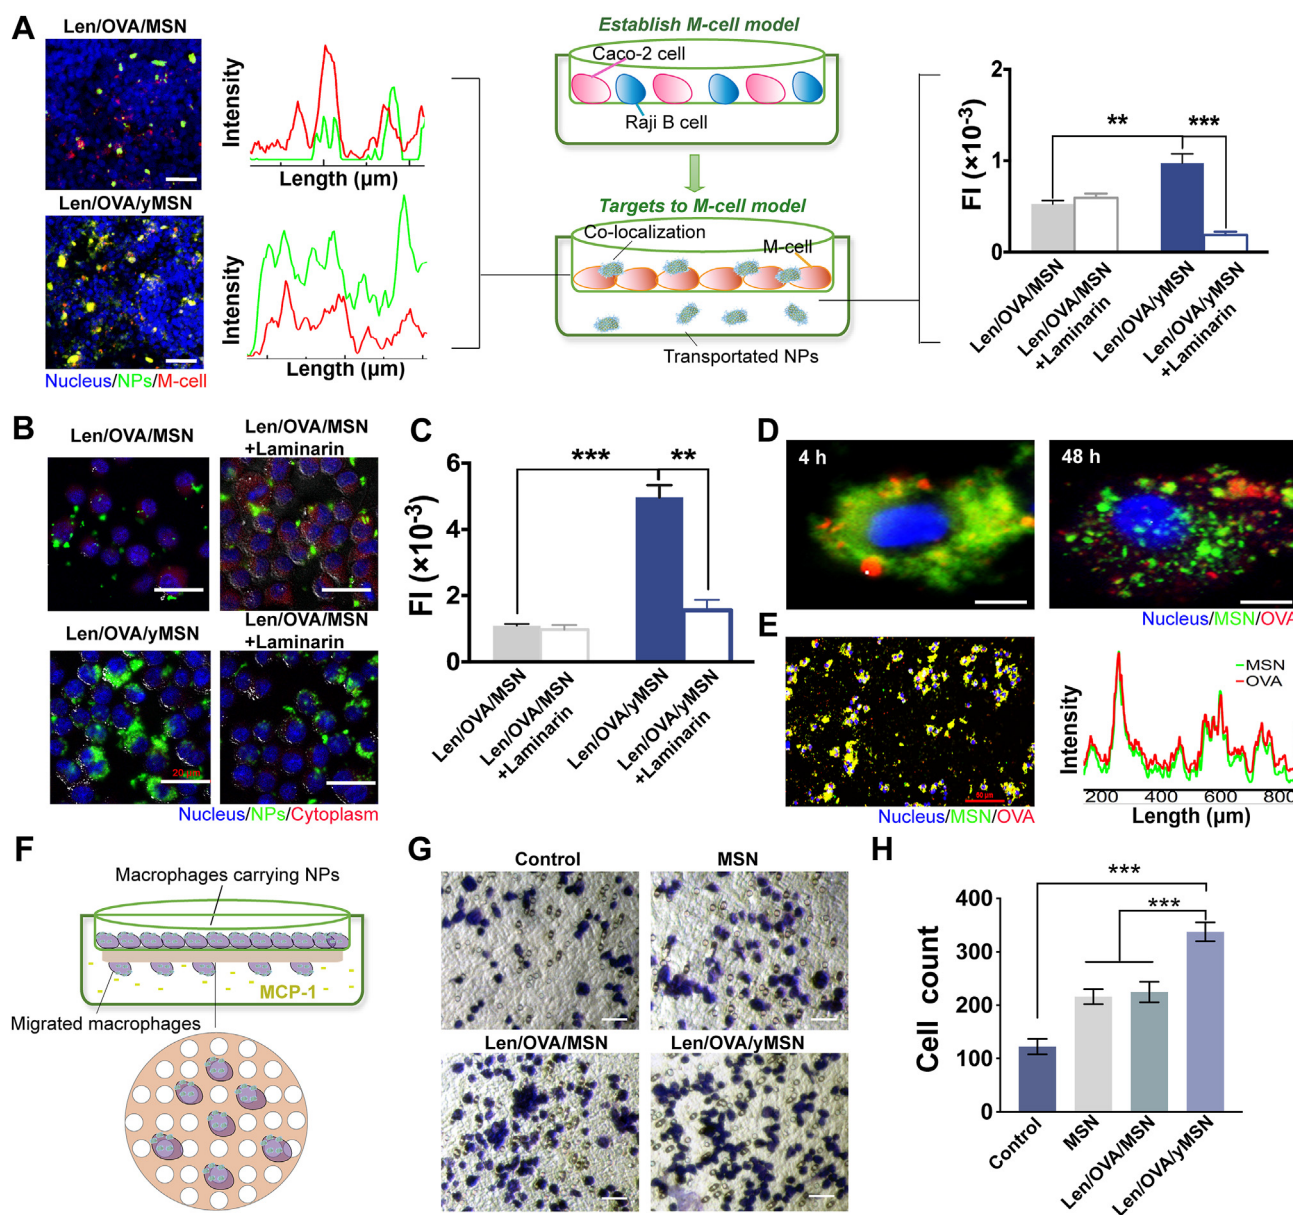 A
Len/OVA/MSN
Intensity
Length (μm)
Len/OVA/yMSN
Intensity
Length (μm)
Nucleus/NPs/M-cell
Establish M-cell model
Caco-2 cell
Raji B cell
Targets to M-cell model
Co-localization
M-cell
Transportated NPs
FI (×10-3)
2
1
0
**
***
Len/OVA/MSN
Len/OVA/MSN
+Laminarin
Len/OVA/yMSN
Len/OVA/yMSN
+Laminarin
B
Len/OVA/MSN
Len/OVA/MSN
+Laminarin
Len/OVA/yMSN
Len/OVA/MSN
+Laminarin
Nucleus/NPs/Cytoplasm
C
FI (×10-3)
6
4
2
0
***
**
Len/OVA/MSN
Len/OVA/MSN
+Laminarin
Len/OVA/yMSN
Len/OVA/yMSN
+Laminarin
D
4 h
48 h
Nucleus/MSN/OVA
E
Nucleus/MSN/OVA
MSN
OVA
Intensity
200
400
600
800
Length (μm)
F
Macrophages carrying NPs
MCP-1
Migrated macrophages
G
Control
MSN
Len/OVA/MSN
Len/OVA/yMSN
H
Cell count
400
300
200
100
0
***
***
Control
MSN
Len/OVA/MSN
Len/OVA/yMSN